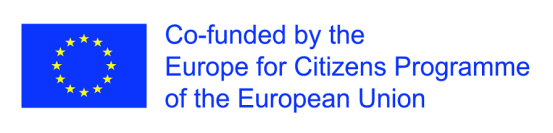 Co-funded by the
Europe for Citizens Programme
of the European Union